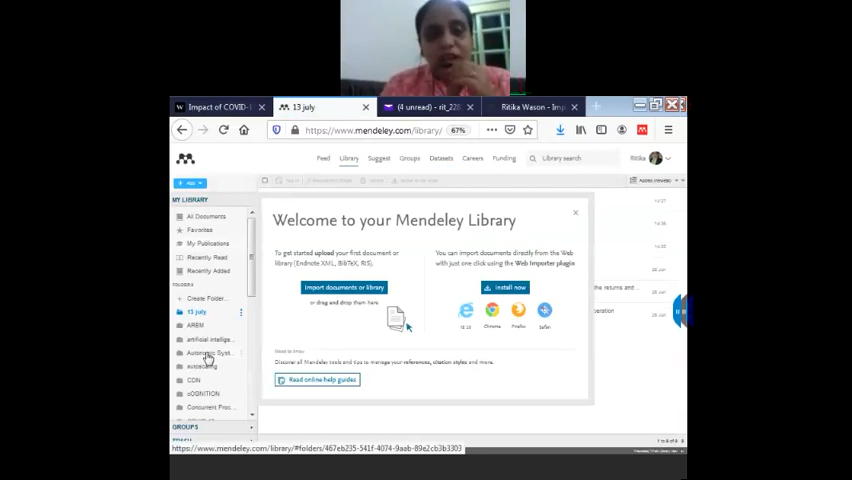 Impact of COVID-
13 july
(4 unread) - rit_228
Ritika Wason - Imp
https://www.mendeley.com/library/
67%
Feed
Library
Suggest
Groups
Datasets
Careers
Funding
Library search
Ritika
+ Add
MY LIBRARY
All Documents
Favorites
My Publications
Recently Read
Recently Added
FOLDERS
Create Folder...
13 july
AREM
artificial intellige...
Autonomic Syst...
autoscaling
CDN
cOGNITION
Concurrent Proc...
GROUPS
Welcome to your Mendeley Library
To get started upload your first document or
library (Endnote XML, BibTeX, RIS).
Import documents or library
or drag and drop them here
You can import documents directly from the Web
with just one click using the Web Importer plugin
Install now
Chrome
Firefox
Safari
Need to know
Discover all Mendeley tools and tips to manage your references, citation styles and more.
Read online help guides
the returns and
https://www.mendeley.com/library/#folders/467eb235-541f-4074-9aab-89e2cb3b3303